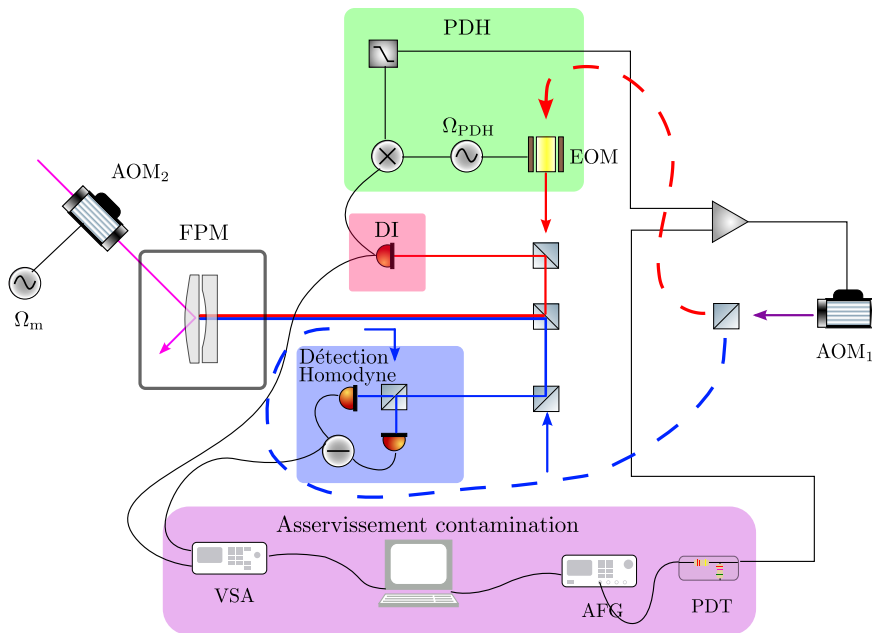 PDH
Ω_PDH
EOM
AOM₂
FPM
DI
Ω_m
AOM₁
Détection
Homodyne
Asservissement contamination
VSA
AFG
PDT